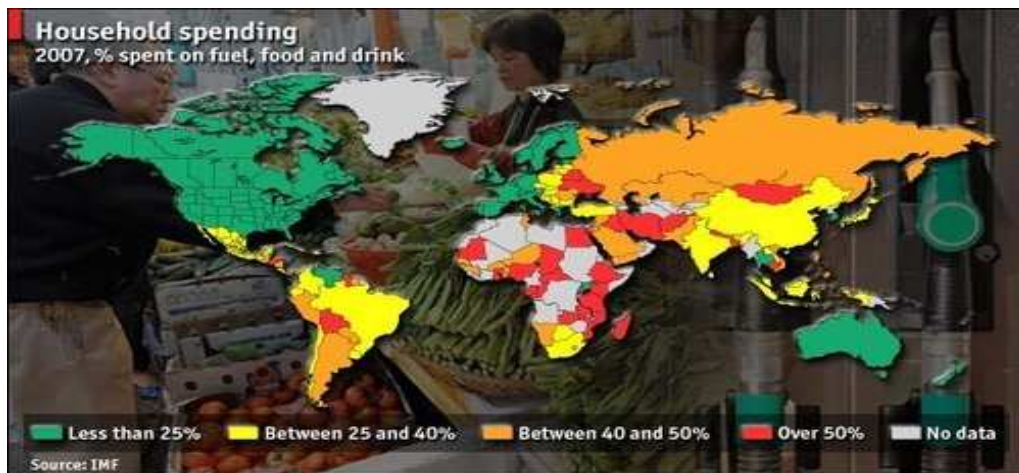 Household spending
2007, % spent on fuel, food and drink
Less than 25%
Between 25 and 40%
Between 40 and 50%
Over 50%
No data
Source: IMF